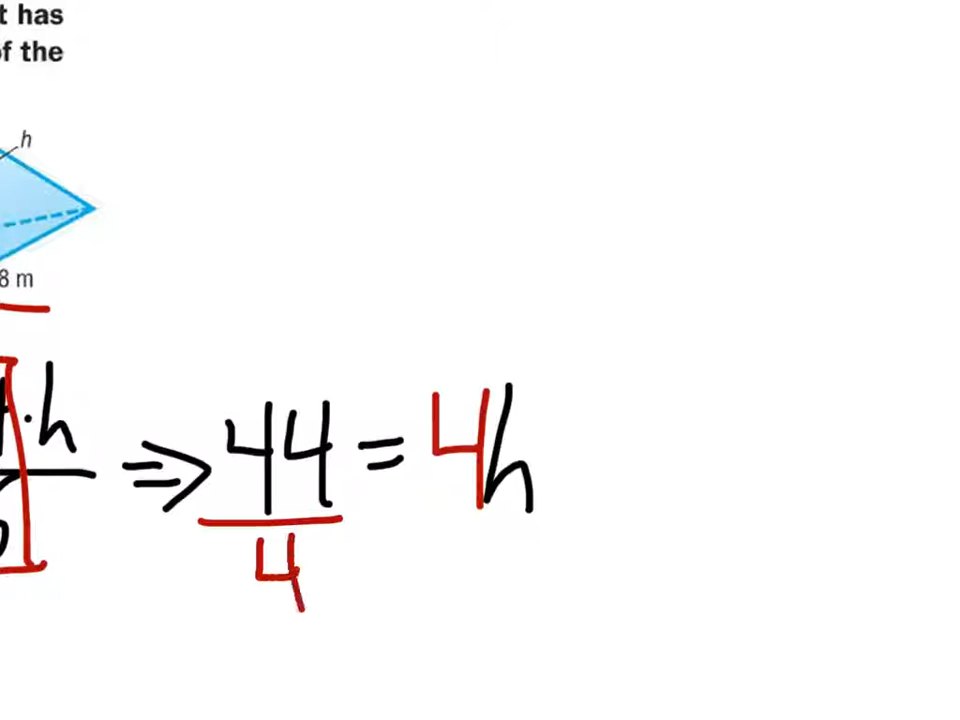 t has
of the
h
8 m
· h
⇒ 44 = 4h
4